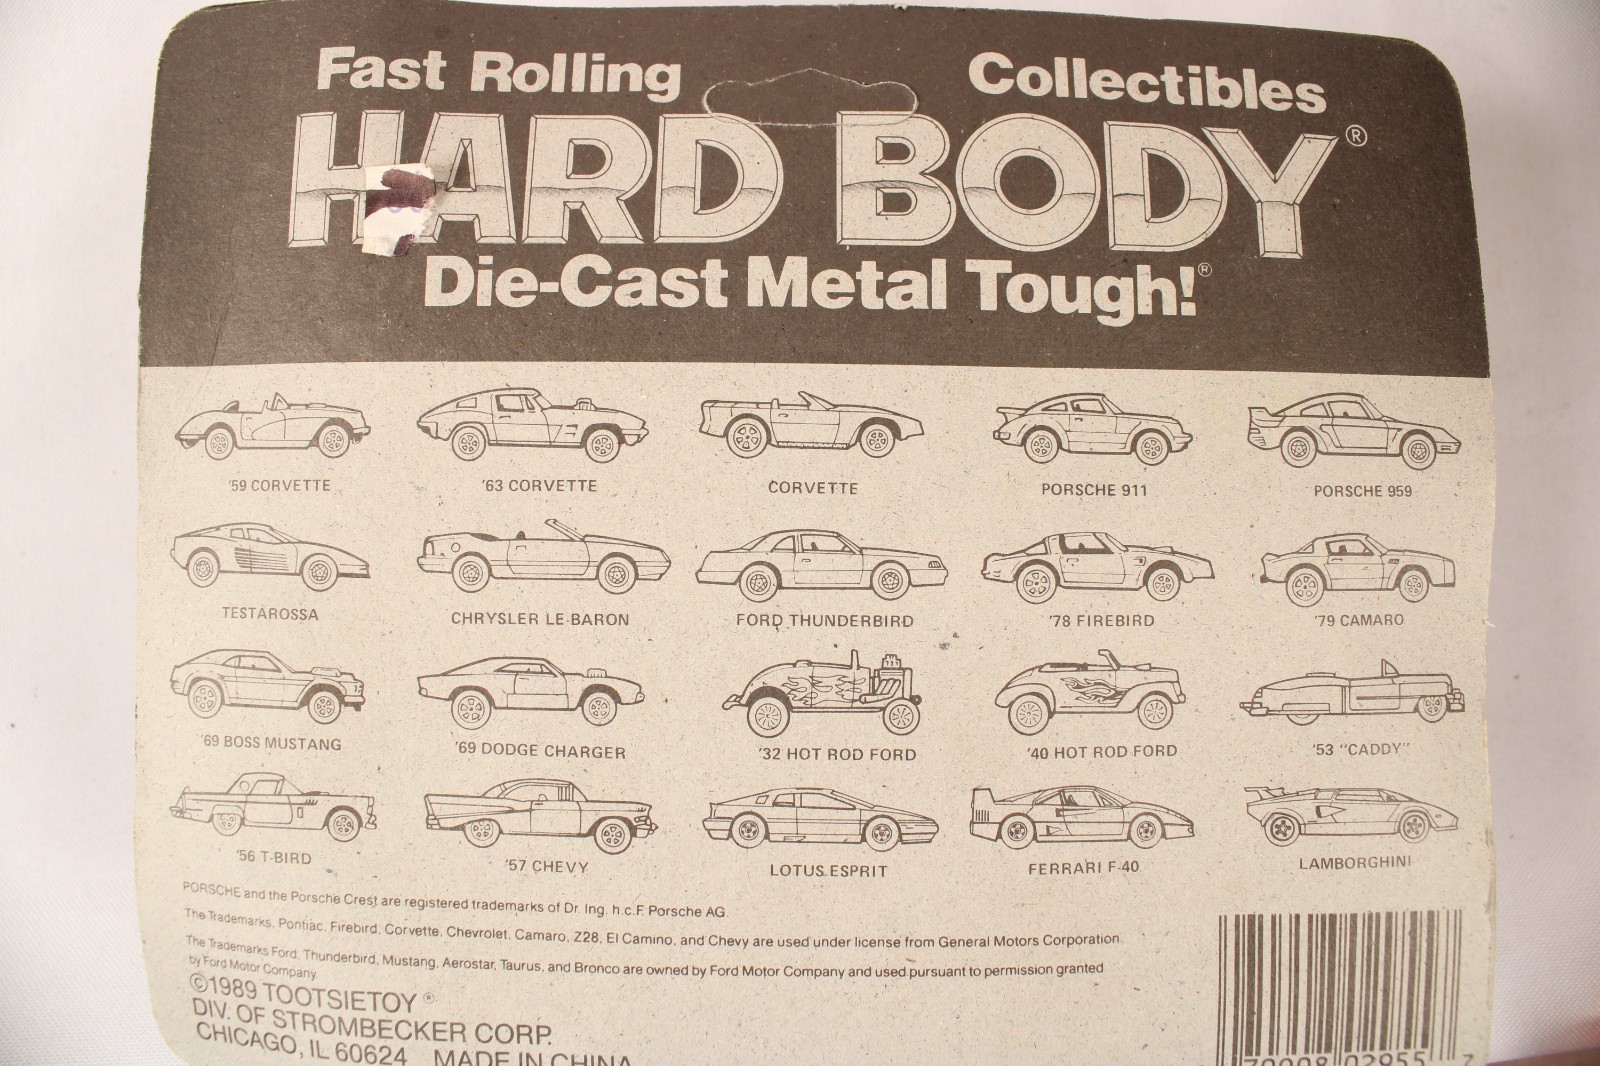 Fast Rolling Collectibles
HARD BODY®
Die-Cast Metal Tough!®
'59 CORVETTE '63 CORVETTE CORVETTE PORSCHE 911 PORSCHE 959
TESTAROSSA CHRYSLER LE-BARON FORD THUNDERBIRD '78 FIREBIRD '79 CAMARO
'69 BOSS MUSTANG '69 DODGE CHARGER '32 HOT ROD FORD '40 HOT ROD FORD '53 "CADDY"
'56 T-BIRD '57 CHEVY LOTUS ESPRIT FERRARI F-40 LAMBORGHINI
PORSCHE and the Porsche Crest are registered trademarks of Dr. Ing. h.c.F. Porsche AG.
The Trademarks, Pontiac, Firebird, Corvette, Chevrolet, Camaro, Z28, El Camino, and Chevy are used under license from General Motors Corporation
The Trademarks Ford, Thunderbird, Mustang, Aerostar, Taurus, and Bronco are owned by Ford Motor Company and used pursuant to permission granted
by Ford Motor Company.
©1989 TOOTSIETOY®
DIV. OF STROMBECKER CORP.
CHICAGO, IL 60624 MADE IN CHINA
70008 02955 7